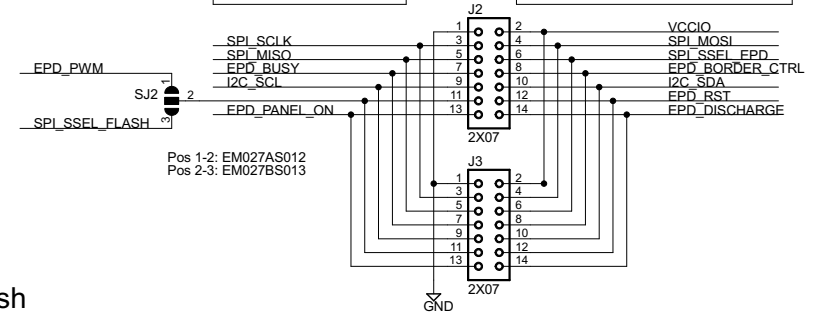 J2
1 2 VCCIO
SPI_SCLK 3 4 SPI_MOSI
SPI_MISO 5 6 SPI_SSEL_EPD
EPD_PWM EPD_BUSY 7 8 EPD_BORDER_CTRL
1 I2C_SCL 9 10 I2C_SDA
SJ2 2 11 12 EPD_RST
EPD_PANEL_ON 13 14 EPD_DISCHARGE
SPI_SSEL_FLASH 3
2X07
Pos 1-2: EM027AS012
Pos 2-3: EM027BS013
J3
1 2
3 4
5 6
7 8
9 10
11 12
13 14
2X07
GND
sh